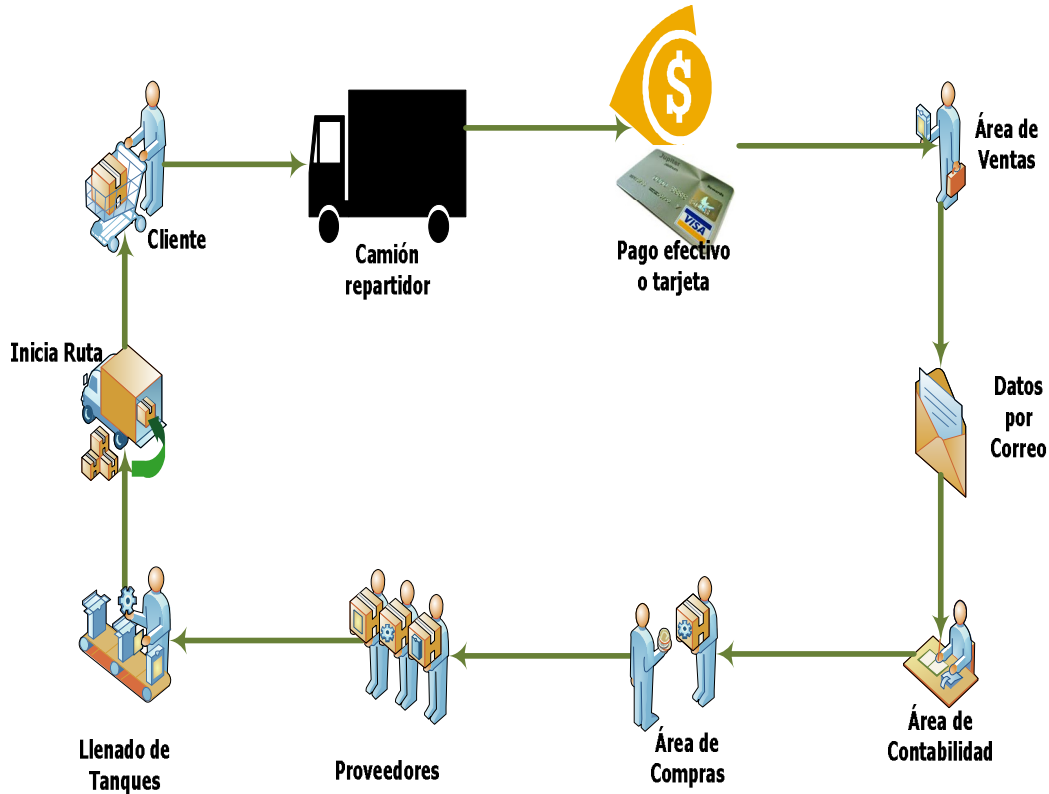 $
Área de
Ventas
VISA
Cliente
Camión
repartidor
Pago efectivo
o tarjeta
Inicia Ruta
Datos
por
Correo
Llenado de
Tanques
Proveedores
Área de
Compras
Área de
Contabilidad